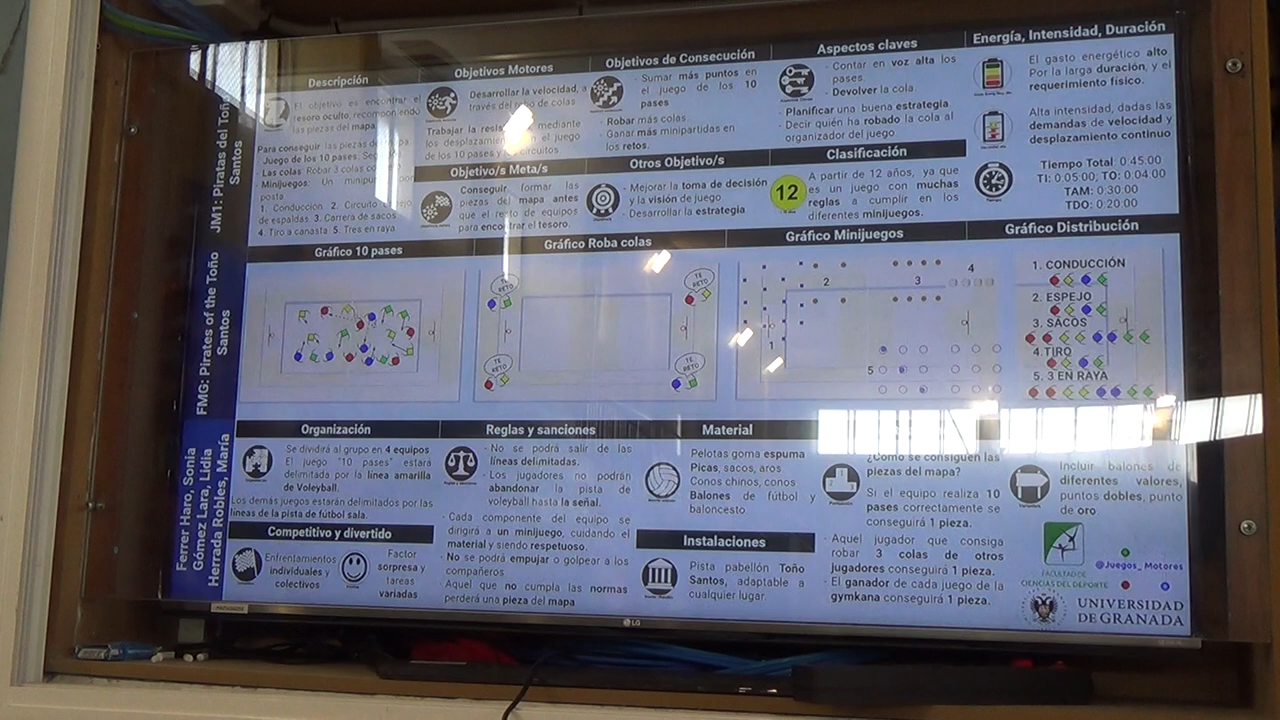 JM1: Piratas del Toño
Santos
FMG: Pirates of the Toño
Santos
Ferrer Haro, Sonia
Gómez Lara, Lidia
Herrada Robles, María
Descripción
El objetivo es encontrar el
tesoro oculto, recomponiendo
las piezas del mapa
Para conseguir las piezas del mapa
Juego de los 10 pases.
- Las colas: Robar 3 colas
- Minijuegos: Un por
posta
1. Conducción. 2. Circuito
de espaldas. 3. Carrera de sacos.
4. Tiro a canasta. 5. Tres en raya.
Objetivos Motores
Desarrollar la velocidad, a
través del de colas
Trabajar la mediante
los desplazamientos en el juego
de los 10 pases y circuitos
Objetivo/s Meta/s
Conseguir formar las
piezas del mapa antes
que el resto de equipos
para encontrar el tesoro.
Objetivos de Consecución
- Sumar más puntos en
el juego de los 10
pases
- Robar más colas.
- Ganar más minipartidas en
los retos.
Otros Objetivo/s
- Mejorar la toma de decisión
y la visión de juego
- Desarrollar la estrategia
Aspectos claves
- Contar en voz alta los
pases.
- Devolver la cola
- Planificar una buena estrategia.
- Decir quién ha robado la cola al
organizador del juego.
Clasificación
12
A partir de 12 años, ya que
es un juego con muchas
reglas a cumplir en los
diferentes minijuegos.
Energía, Intensidad, Duración
El gasto energético alto.
Por la larga duración, y el
requerimiento físico.
Alta intensidad, dadas las
demandas de velocidad y
desplazamiento continuo
Tiempo Total: 0:45:00
TI: 0:05:00, TO: 0:04:00
TAM: 0:30:00
TDO: 0:20:00
Gráfico 10 pases
Gráfico Roba colas
TE
RETO
TE
RETO
TE
RETO
TE
RETO
Gráfico Minijuegos
1
2
3
4
5
Gráfico Distribución
1. CONDUCCIÓN
2. ESPEJO
3. SACOS
4. TIRO
5. 3 EN RAYA
Organización
Se dividirá al grupo en 4 equipos
El juego "10 pases" estará
delimitada por la línea amarilla
de Voleyball.
Los demás juegos estarán delimitados por las
líneas de la pista de fútbol sala.
Competitivo y divertido
Enfrentamientos
individuales y
colectivos
Factor
sorpresa y
tareas
variadas
Reglas y sanciones
- No se podrá salir de las
líneas delimitadas.
- Los jugadores no podrán
abandonar la pista de
voleyball hasta la señal.
- Cada componente del equipo se
dirigirá a un minijuego, cuidando el
material y siendo respetuoso.
- No se podrá empujar o golpear a los
compañeros
- Aquel que no cumpla las normas
perderá una pieza del mapa
Material
Pelotas goma espuma
Picas, sacos, aros
Conos chinos, conos
Balones de fútbol y
baloncesto
Instalaciones
Pista pabellón Toño
Santos, adaptable a
cualquier lugar.
¿Cómo se consiguen las
piezas del mapa?
Si el equipo realiza 10
pases correctamente se
conseguirá 1 pieza.
- Aquel jugador que consiga
robar 3 colas de otros
jugadores conseguirá 1 pieza.
- El ganador de cada juego de la
gymkana conseguirá 1 pieza.
Incluir balones de
diferentes valores,
puntos dobles, punto
de oro
FACULTAD DE
CIENCIAS DEL DEPORTE
@Juegos_Motores
UNIVERSIDAD
DE GRANADA
LG